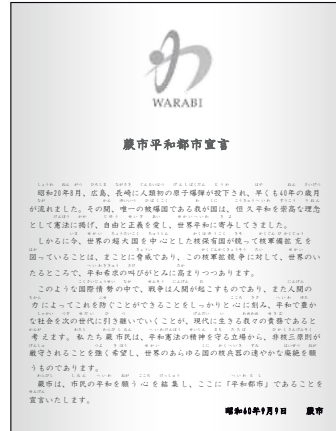 WARABI
蕨市平和都市宣言
昭和20年8月、広島、長崎に人類初の原子爆弾が投下され、早くも40年の歳月
が流れました。その間、唯一の被爆国である我が国は、恒久平和を崇高な理念
として憲法に掲げ、自由と正義を愛し、世界平和に寄与してきました。
しかるに今、世界の超大国を中心とした核保有国が競って核軍備拡充を
図っていることは、まことに脅威であり、この核軍拡競争に対して、世界のい
たるところで、平和希求の叫びがとみに高まりつつあります。
このような国際情勢の中で、戦争は人間が起こすものであり、また人間の
力によってこれを防ぐことができることをしっかりと心に刻み、平和で豊か
な社会を次の世代に引き継いでいくことが、現代に生きる我々の責務であると
考えます。私たち蕨市民は、平和憲法の精神を守る立場から、非核三原則が
厳守されることを強く希望し、世界のあらゆる国の核兵器の速やかな廃絶を願
うものであります。
蕨市は、市民の平和を願う心を結集し、ここに「平和都市」であることを
宣言いたします。
昭和60年9月9日 蕨市